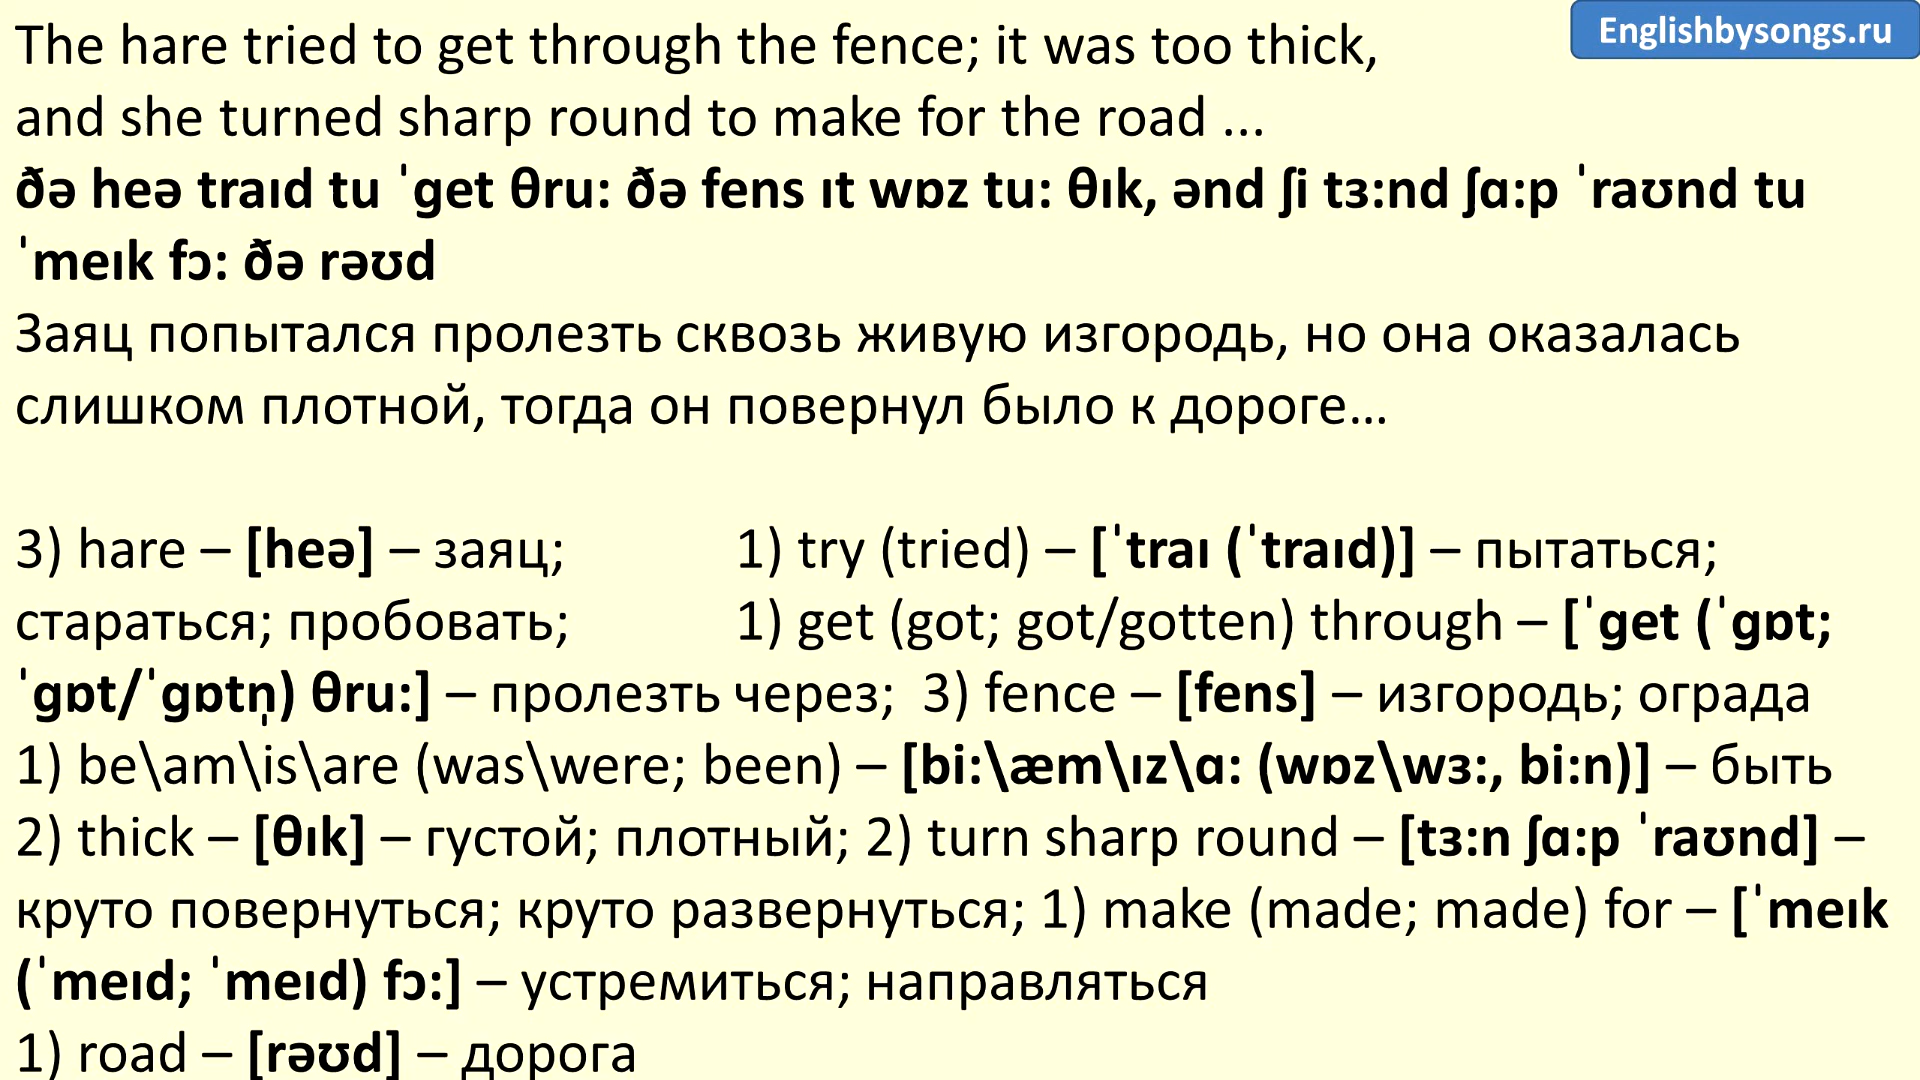 The hare tried to get through the fence; it was too thick,
Englishbysongs.ru
and she turned sharp round to make for the road ...
ðə heə traɪd tu ˈget θru: ðə fens ɪt wɒz tu: θɪk, ənd ʃi tɜ:nd ʃɑ:p ˈraʊnd tu
ˈmeɪk fɔ: ðə rəʊd
Заяц попытался пролезть сквозь живую изгородь, но она оказалась
слишком плотной, тогда он повернул было к дороге…
3) hare – [heə] – заяц; 1) try (tried) – [ˈtraɪ (ˈtraɪd)] – пытаться;
стараться; пробовать; 1) get (got; got/gotten) through – [ˈget (ˈgɒt;
ˈgɒt/ˈgɒtn̩) θru:] – пролезть через; 3) fence – [fens] – изгородь; ограда
1) be\am\is\are (was\were; been) – [bi:\æm\ɪz\ɑ: (wɒz\wɜ:, bi:n)] – быть
2) thick – [θɪk] – густой; плотный; 2) turn sharp round – [tɜ:n ʃɑ:p ˈraʊnd] –
круто повернуться; круто развернуться; 1) make (made; made) for – [ˈmeɪk
(ˈmeɪd; ˈmeɪd) fɔ:] – устремиться; направляться
1) road – [rəʊd] – дорога